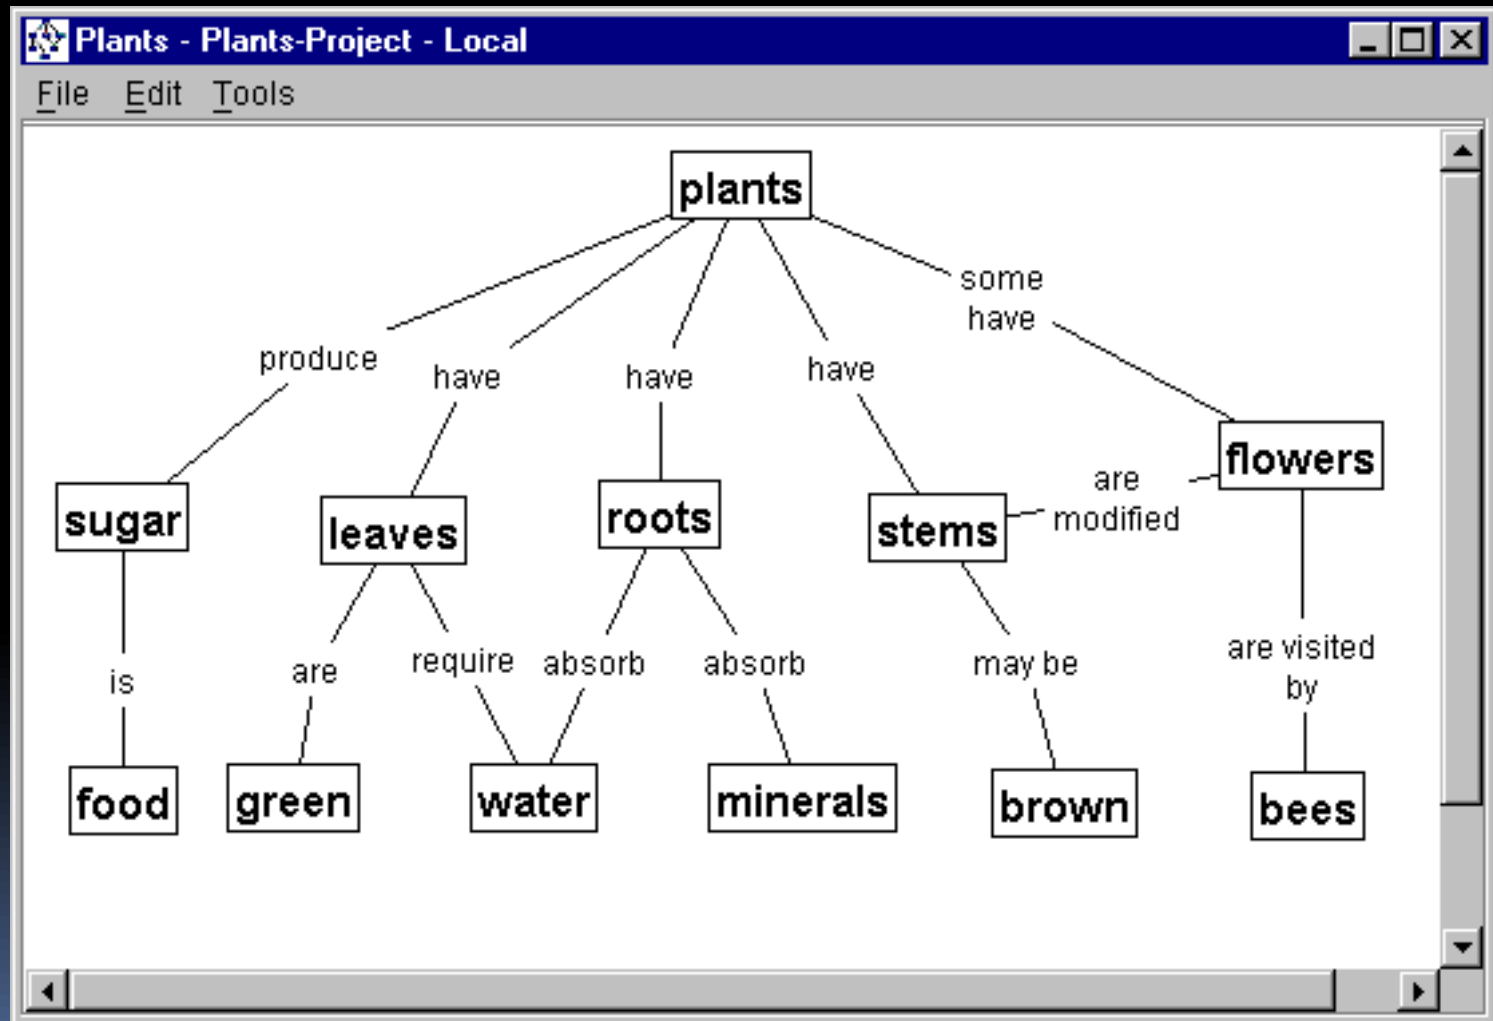 Plants - Plants-Project - Local
File Edit Tools
plants
some
have
produce
have
have
have
flowers
are
modified
sugar
leaves
roots
stems
is
are
require
absorb
absorb
may be
are visited
by
food
green
water
minerals
brown
bees